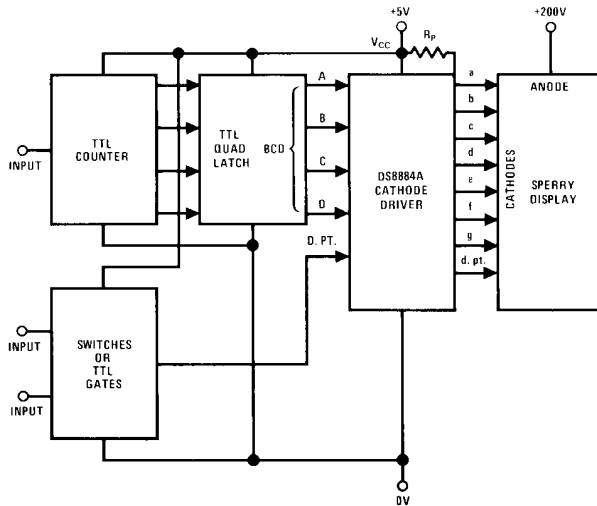 +5V
+200V
VCC
RP
A
B
C
D
BCD
D. PT.
INPUT
TTL
COUNTER
TTL
QUAD
LATCH
DS8884A
CATHODE
DRIVER
a
b
c
d
e
f
g
d. pt.
ANODE
CATHODES
SPERRY
DISPLAY
INPUT
INPUT
SWITCHES
OR
TTL
GATES
0V